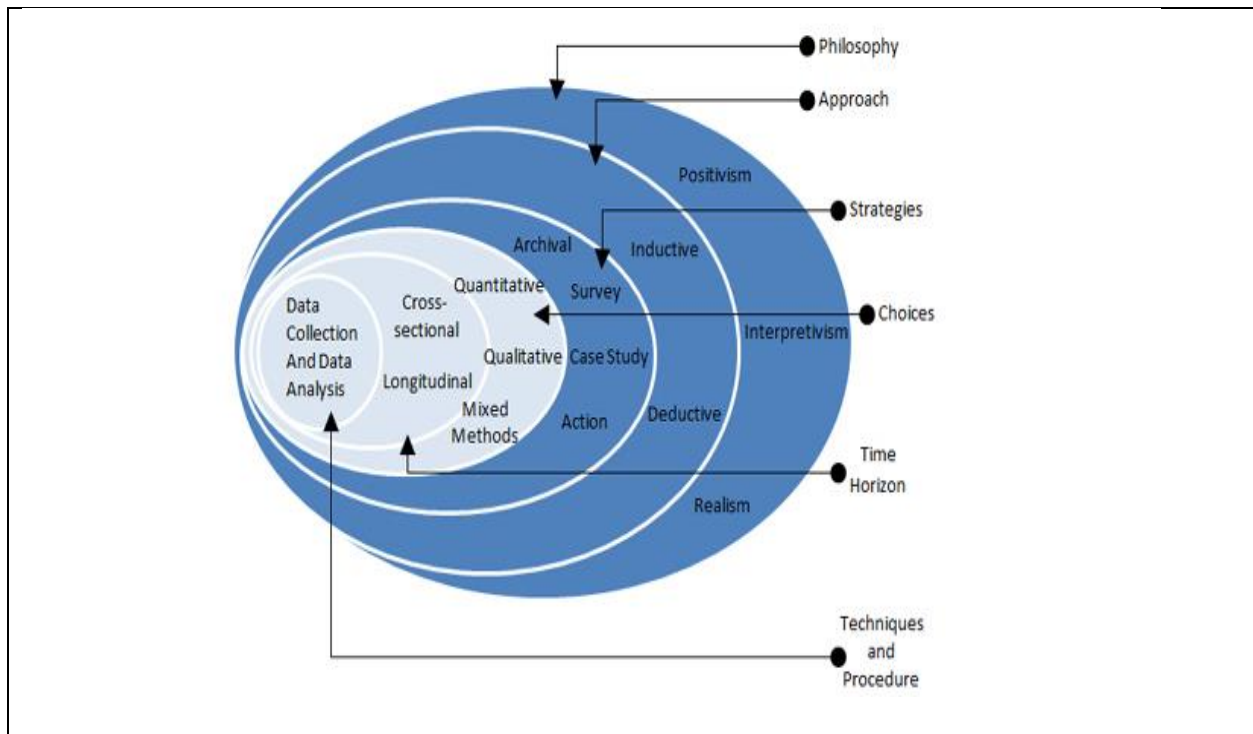 Philosophy
Approach
Positivism
Strategies
Archival
Inductive
Quantitative
Survey
Data
Collection
And Data
Analysis
Cross-
sectional
Choices
Interpretivism
Qualitative
Case Study
Longitudinal
Mixed
Methods
Action
Deductive
Time
Horizon
Realism
Techniques
and
Procedure